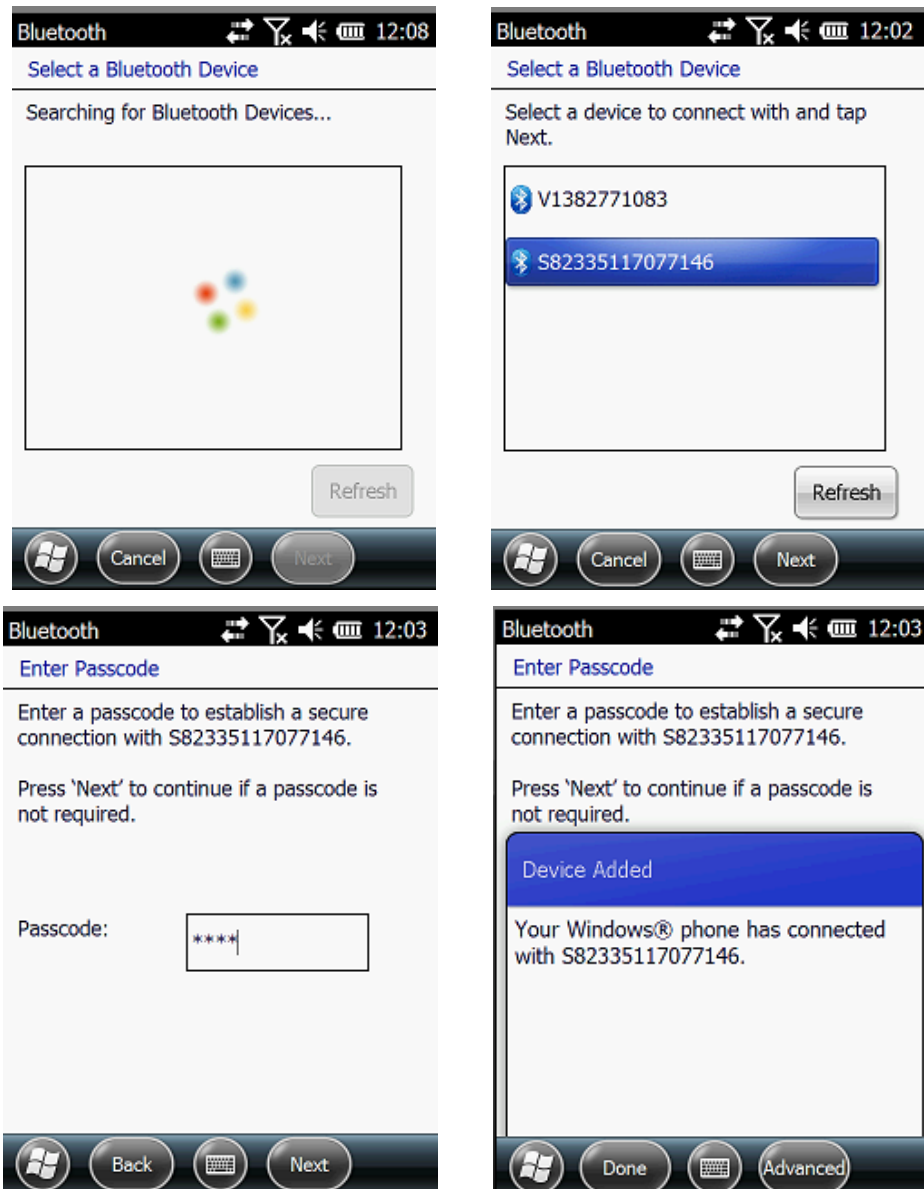 Bluetooth 12:08
Select a Bluetooth Device
Searching for Bluetooth Devices...
Refresh
Cancel Next
Bluetooth 12:02
Select a Bluetooth Device
Select a device to connect with and tap
Next.
V1382771083
S82335117077146
Refresh
Cancel Next
Bluetooth 12:03
Enter Passcode
Enter a passcode to establish a secure
connection with S82335117077146.
Press ‘Next’ to continue if a passcode is
not required.
Passcode: ****
Back Next
Bluetooth 12:03
Enter Passcode
Enter a passcode to establish a secure
connection with S82335117077146.
Press ‘Next’ to continue if a passcode is
not required.
Device Added
Your Windows® phone has connected
with S82335117077146.
Done Advanced